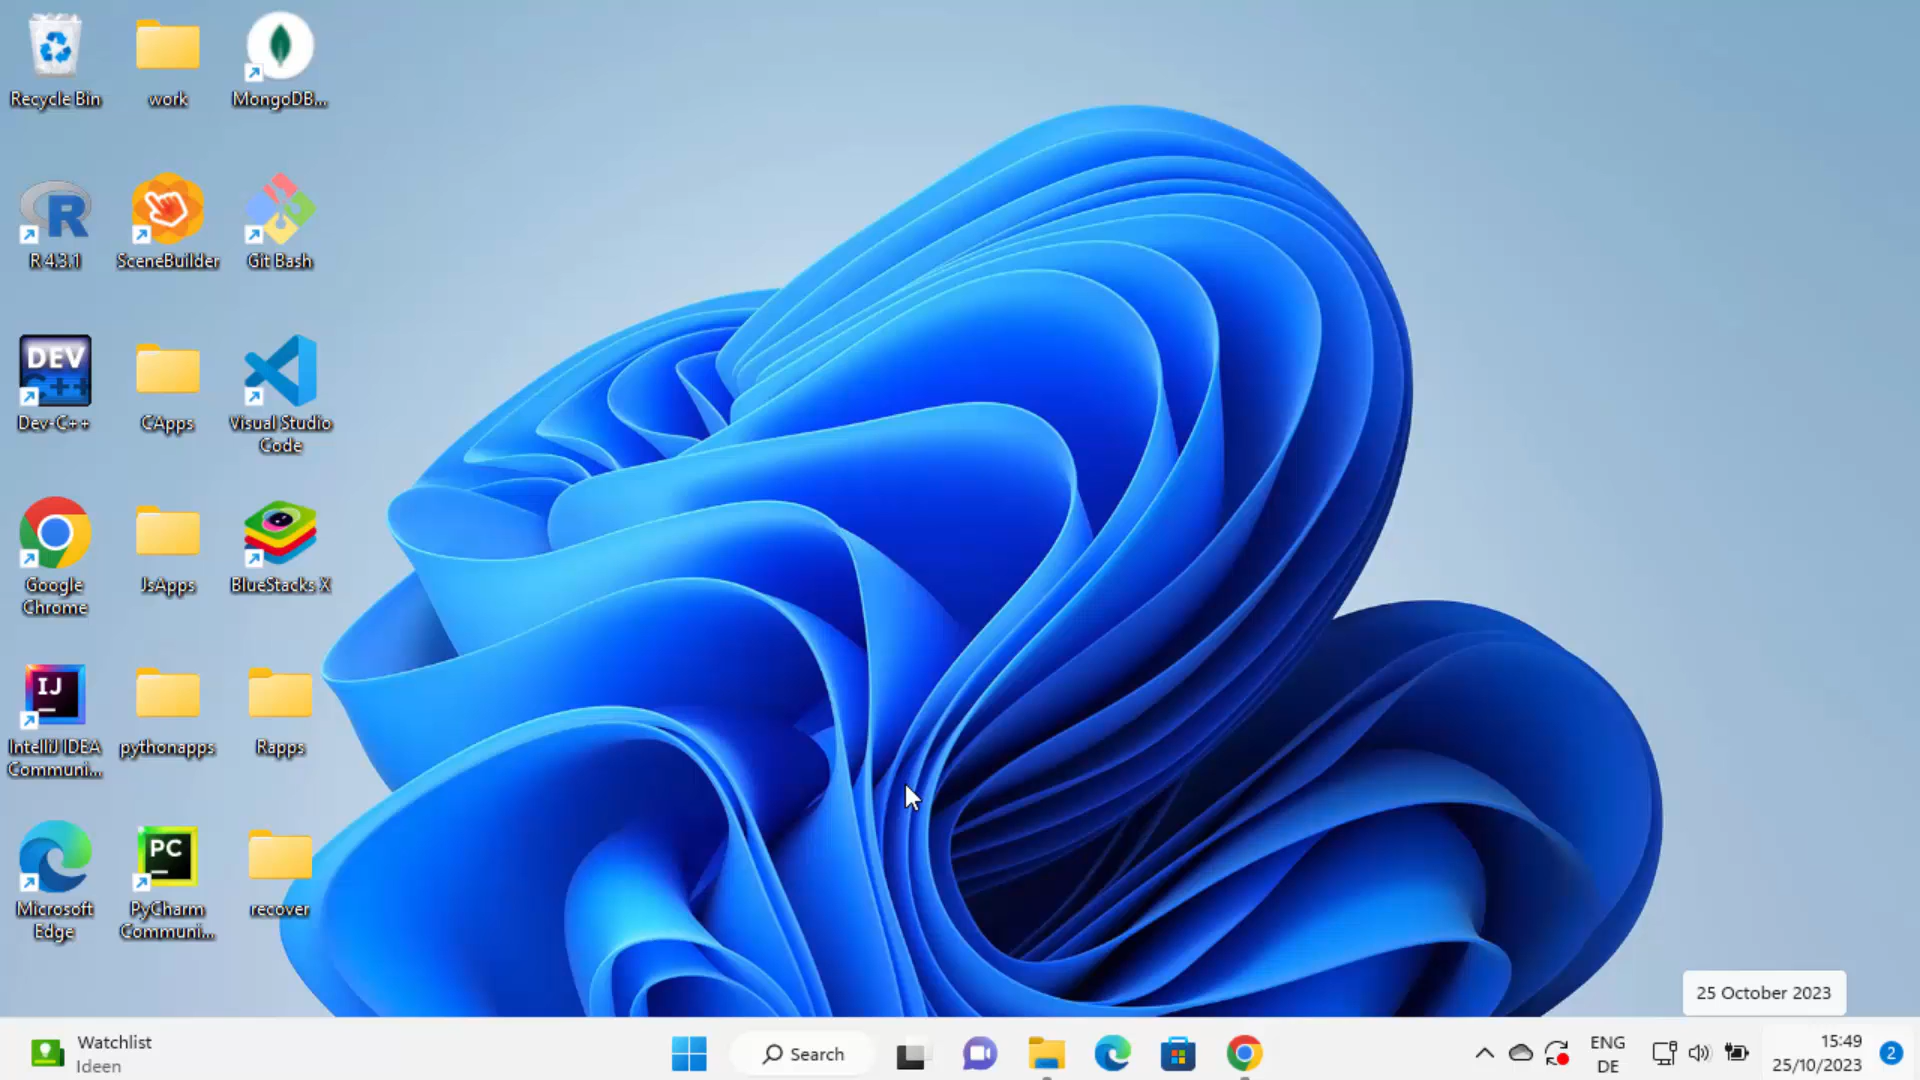 Recycle Bin
work
MongoDB...
R
R 4.3.1
SceneBuilder
Git Bash
DEV
C++
Dev-C++
CApps
Visual Studio
Code
Google
Chrome
JsApps
BlueStacks X
IJ
IntelliJ IDEA
Communi...
pythonapps
Rapps
Microsoft
Edge
PC
PyCharm
Communi...
recover
25 October 2023
Watchlist
Ideen
Search
ENG
DE
15:49
25/10/2023
2